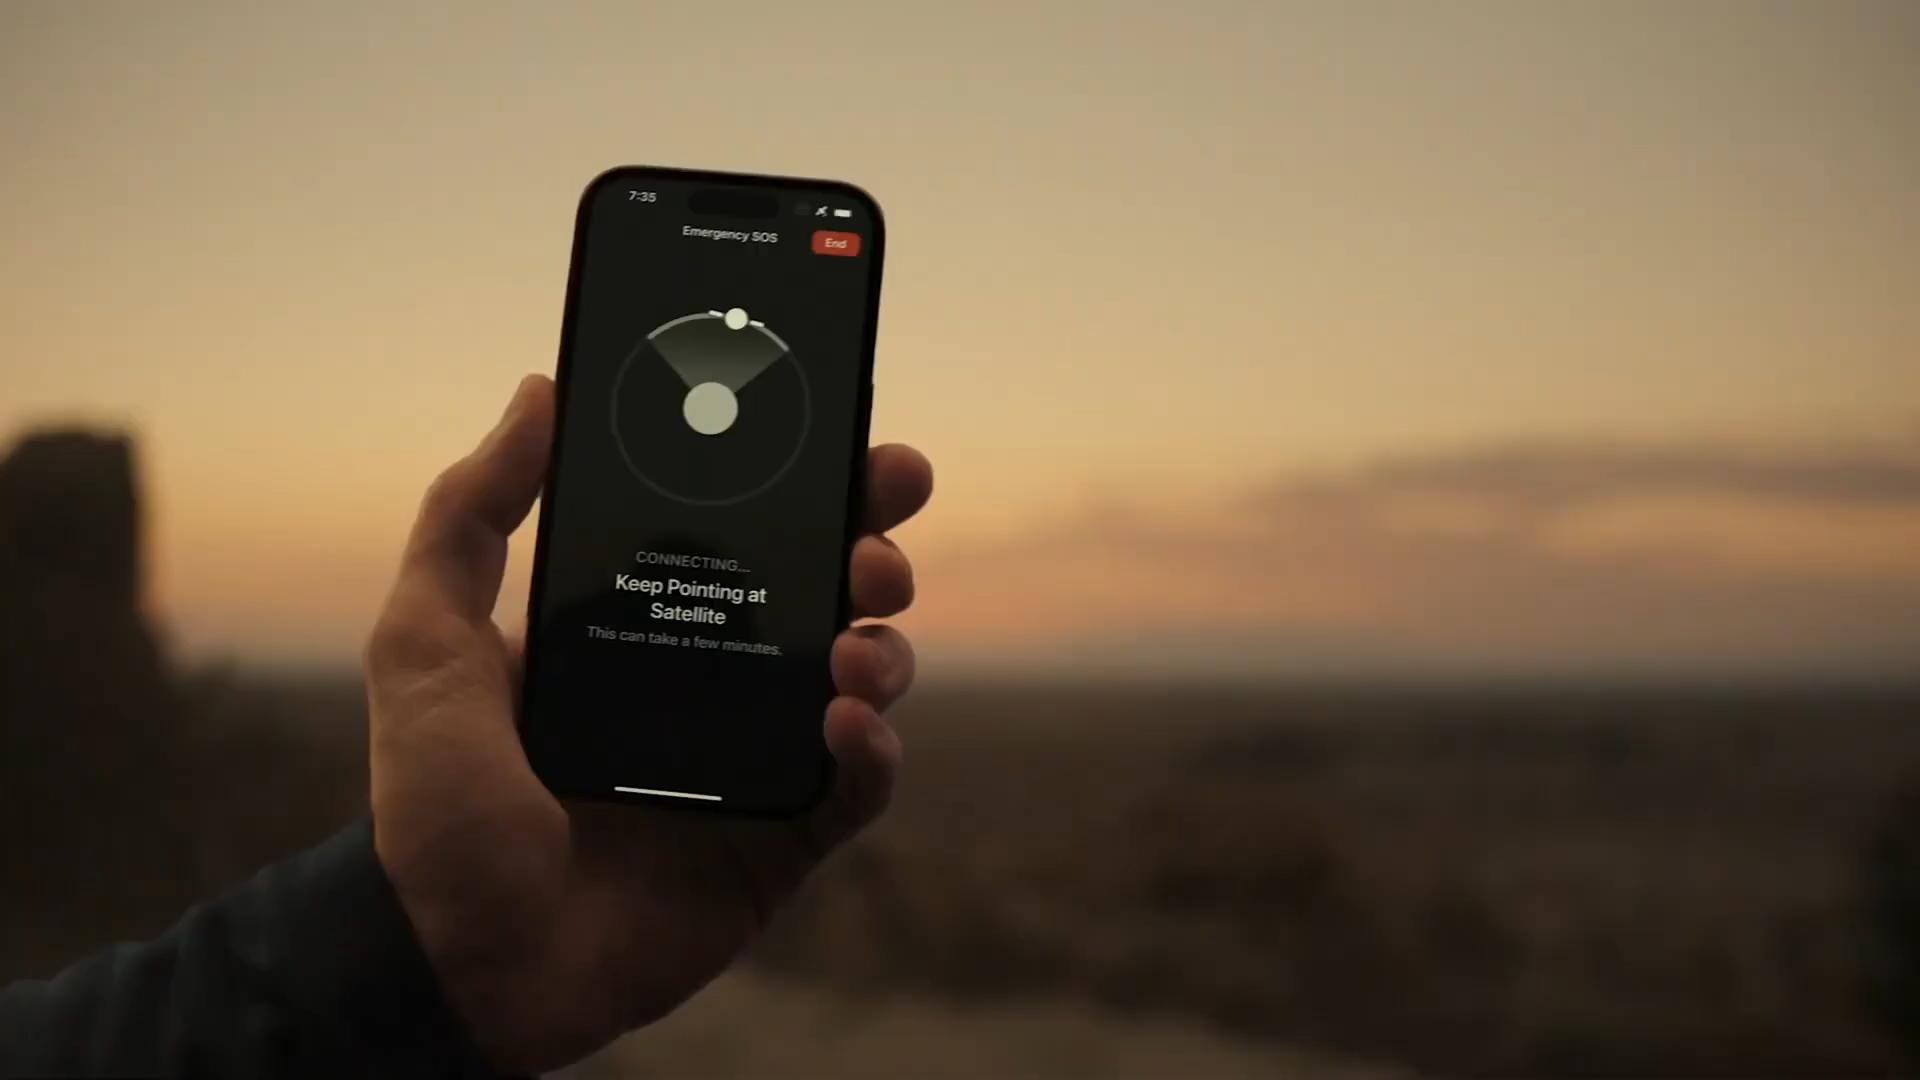 7:35
Emergency SOS
End
CONNECTING...
Keep Pointing at
Satellite
This can take a few minutes.